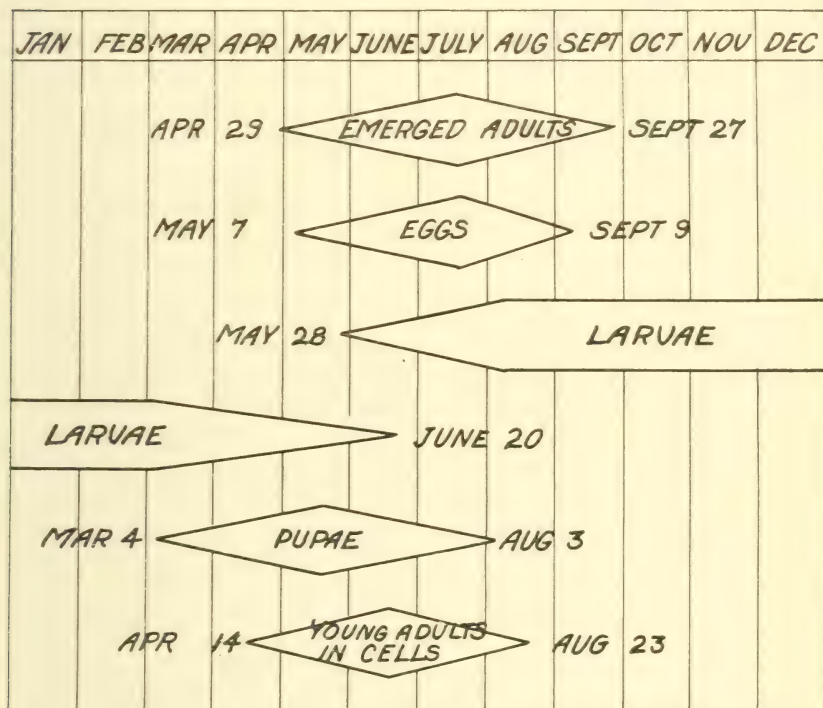 JAN FEB MAR APR MAY JUNE JULY AUG SEPT OCT NOV DEC
APR 29 EMERGED ADULTS SEPT 27
MAY 7 EGGS SEPT 9
MAY 28 LARVAE
LARVAE JUNE 20
MAR 4 PUPAE AUG 3
APR 14 YOUNG ADULTS
IN CELLS AUG 23